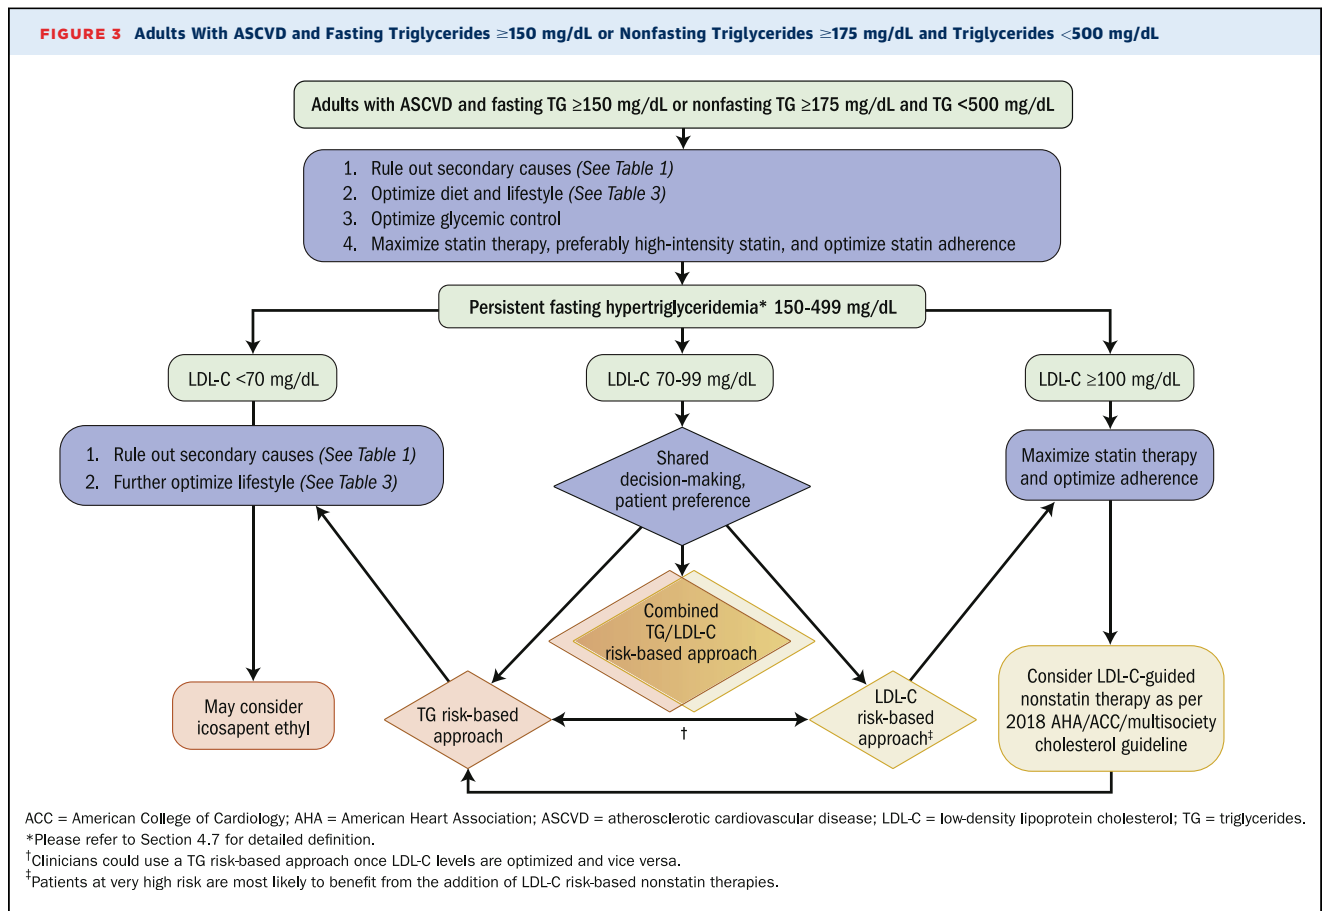 FIGURE 3 Adults With ASCVD and Fasting Triglycerides ≥150 mg/dL or Nonfasting Triglycerides ≥175 mg/dL and Triglycerides <500 mg/dL
Adults with ASCVD and fasting TG ≥150 mg/dL or nonfasting TG ≥175 mg/dL and TG <500 mg/dL
1. Rule out secondary causes (See Table 1)
2. Optimize diet and lifestyle (See Table 3)
3. Optimize glycemic control
4. Maximize statin therapy, preferably high-intensity statin, and optimize statin adherence
Persistent fasting hypertriglyceridemia* 150-499 mg/dL
LDL-C <70 mg/dL
LDL-C 70-99 mg/dL
LDL-C ≥100 mg/dL
1. Rule out secondary causes (See Table 1)
2. Further optimize lifestyle (See Table 3)
Shared
decision-making,
patient preference
Maximize statin therapy
and optimize adherence
Combined
TG/LDL-C
risk-based approach
May consider
icosapent ethyl
TG risk-based
approach
†
LDL-C
risk-based
approach‡
Consider LDL-C-guided
nonstatin therapy as per
2018 AHA/ACC/multisociety
cholesterol guideline
ACC = American College of Cardiology; AHA = American Heart Association; ASCVD = atherosclerotic cardiovascular disease; LDL-C = low-density lipoprotein cholesterol; TG = triglycerides.
*Please refer to Section 4.7 for detailed definition.
†Clinicians could use a TG risk-based approach once LDL-C levels are optimized and vice versa.
‡Patients at very high risk are most likely to benefit from the addition of LDL-C risk-based nonstatin therapies.